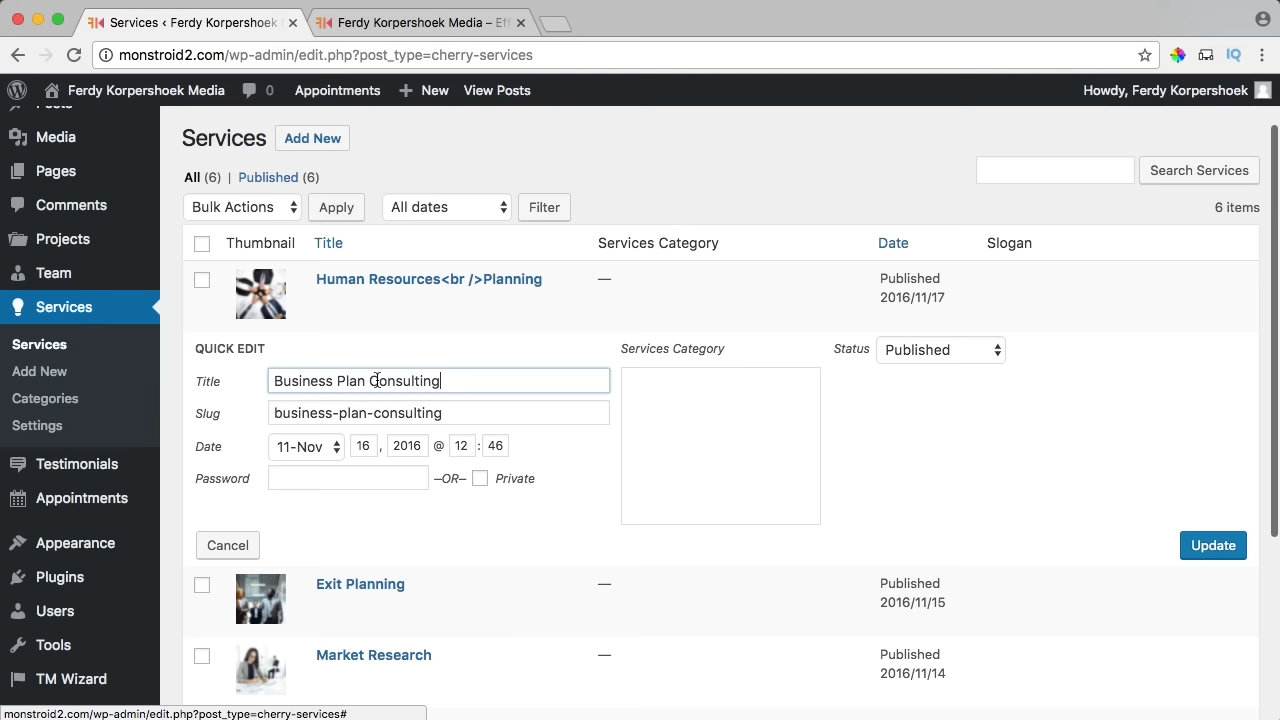 Services ‹ Ferdy Korpershoek
Ferdy Korpershoek Media – Ef
monstroid2.com/wp-admin/edit.php?post_type=cherry-services
IQ
Ferdy Korpershoek Media
0
Appointments
New
View Posts
Howdy, Ferdy Korpershoek
Posts
Media
Pages
Comments
Projects
Team
Services
Services
Add New
Categories
Settings
Testimonials
Appointments
Appearance
Plugins
Users
Tools
TM Wizard
Services
Add New
All (6) | Published (6)
Search Services
Bulk Actions
Apply
All dates
Filter
6 items
Thumbnail
Title
Services Category
Date
Slogan
Human Resources<br />Planning
—
Published
2016/11/17
QUICK EDIT
Title
Business Plan Consulting
Slug
business-plan-consulting
Date
11-Nov
16 , 2016 @ 12 : 46
Password
–OR–
Private
Services Category
Status
Published
Cancel
Update
Exit Planning
—
Published
2016/11/15
Market Research
—
Published
2016/11/14
monstroid2.com/wp-admin/edit.php?post_type=cherry-services#